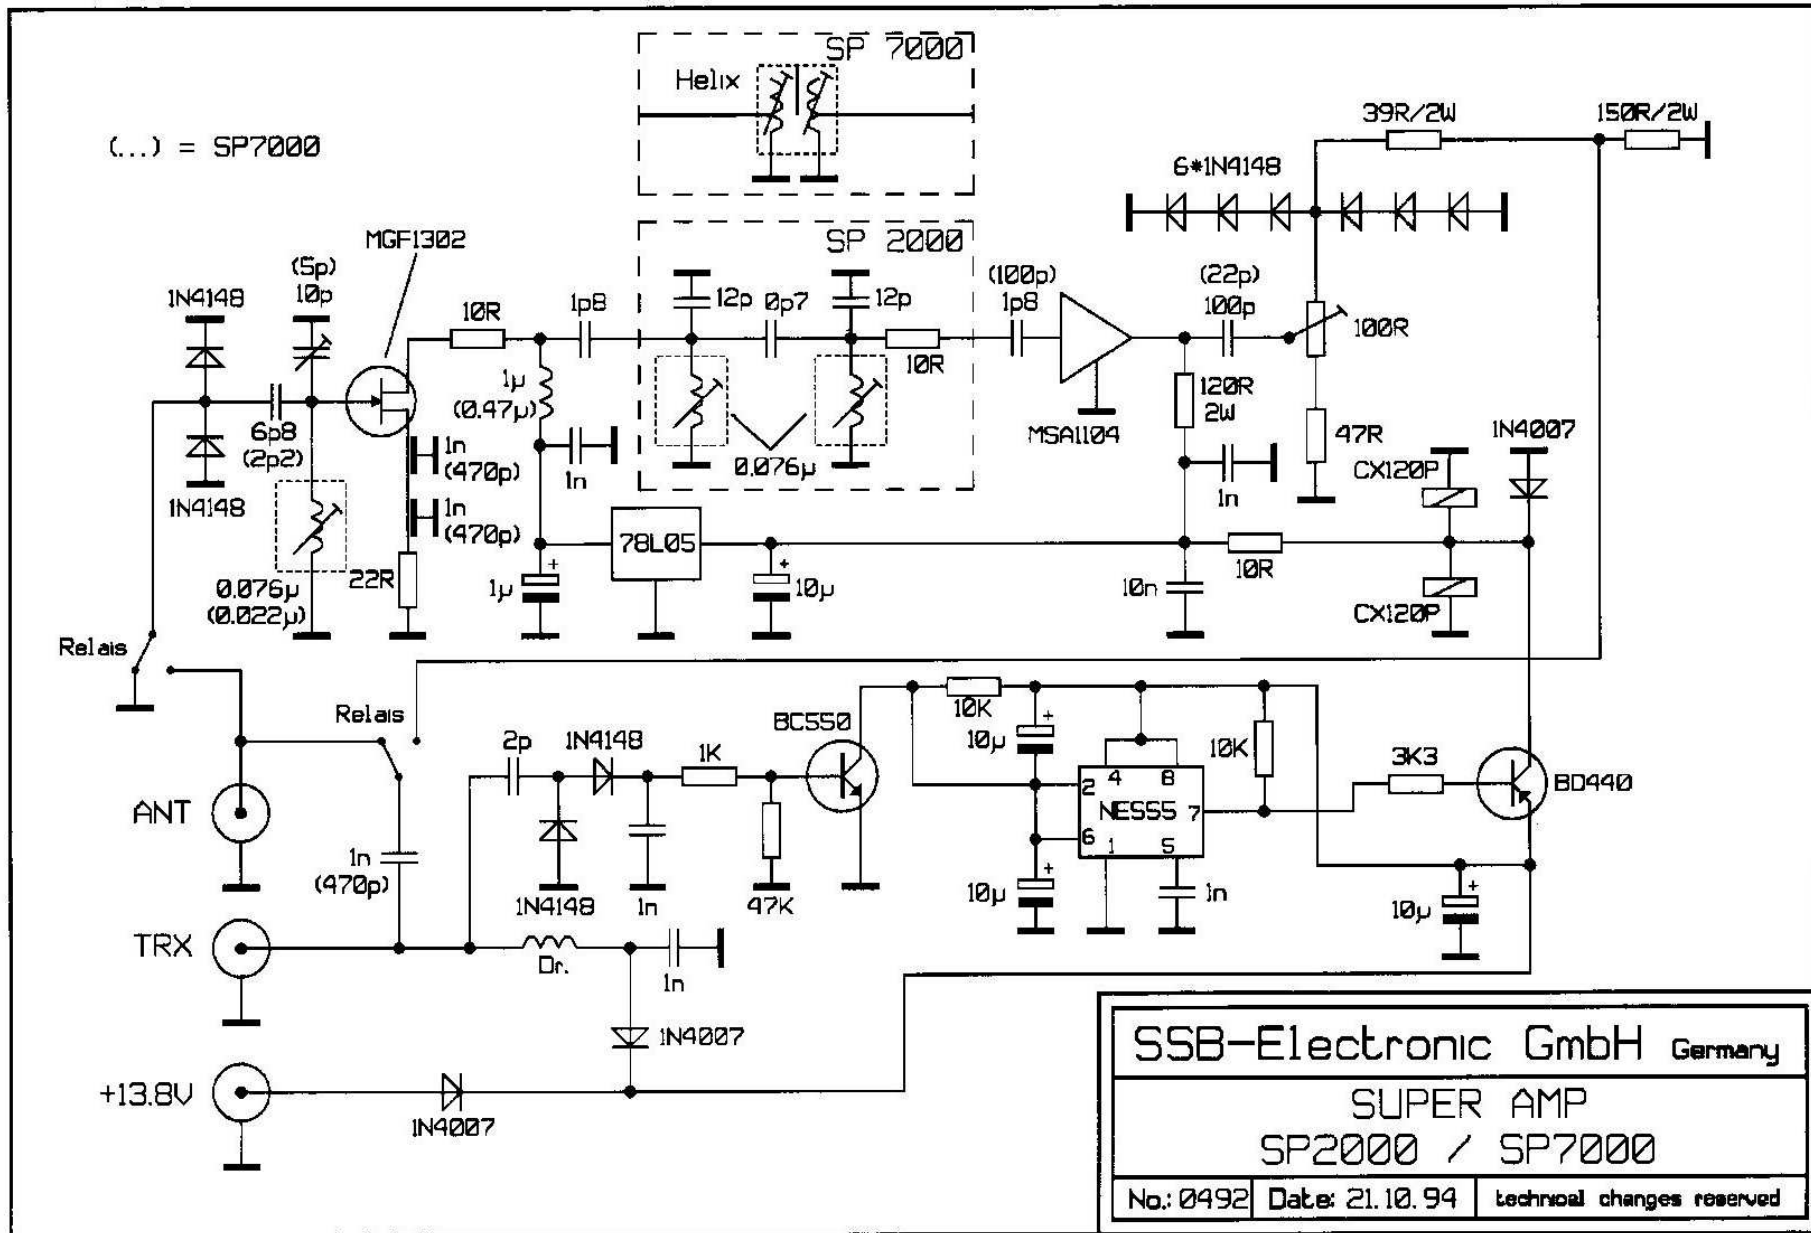 SP 7000
Helix
39R/2W
150R/2W
(...) = SP7000
6*1N4148
MGF1302
SP 2000
(5p)
10p
1N4148
10R
1p8
12p
0p7
12p
(100p)
1p8
(22p)
100p
100R
10R
1µ
(0.47µ)
120R
2W
6p8
(2p2)
1n
(470p)
MSA1104
47R
1N4007
1N4148
1n
0.076µ
1n
CX120P
1n
(470p)
78L05
10R
22R
1µ
+
+
10µ
10n
CX120P
0.076µ
(0.022µ)
Relais
Relais
BC550
10K
2p
1N4148
1K
10µ
+
10K
3K3
4
8
2
NE555
7
BD440
ANT
6
1
5
1n
(470p)
1N4148
1n
47K
10µ
+
1n
10µ
+
TRX
Dr.
1n
1N4007
+13.8V
1N4007
SSB-Electronic GmbH Germany
SUPER AMP
SP2000 / SP7000
No.: 0492
Date: 21.10.94
technical changes reserved